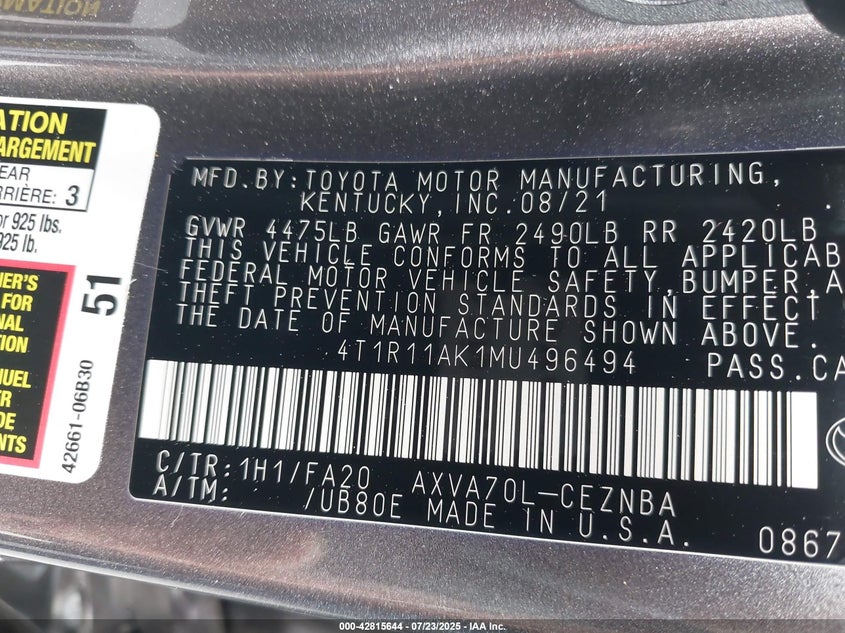 ATION
ARGEMENT
EAR
RRIÈRE: 3
or 925 lbs.
925 lb.
NER'S
FOR
NAL
TION
NUEL
ER
DE
ENTS
51
42661-06B30
MFD.BY:TOYOTA MOTOR MANUFACTURING,
KENTUCKY,INC.08/21
GVWR 4475LB GAWR FR 2490LB RR 2420LB
THIS VEHICLE CONFORMS TO ALL APPLICAB
FEDERAL MOTOR VEHICLE SAFETY,BUMPER,A
THEFT PREVENTION STANDARDS IN EFFECT
THE DATE OF MANUFACTURE SHOWN ABOVE.
4T1R11AK1MU496494 PASS.CA
C/TR:1H1/FA20 AXVA70L-CEZNBA
A/TM: /UB80E MADE IN U.S.A.
0867
000-42815644 - 07/23/2025 - IAA Inc.